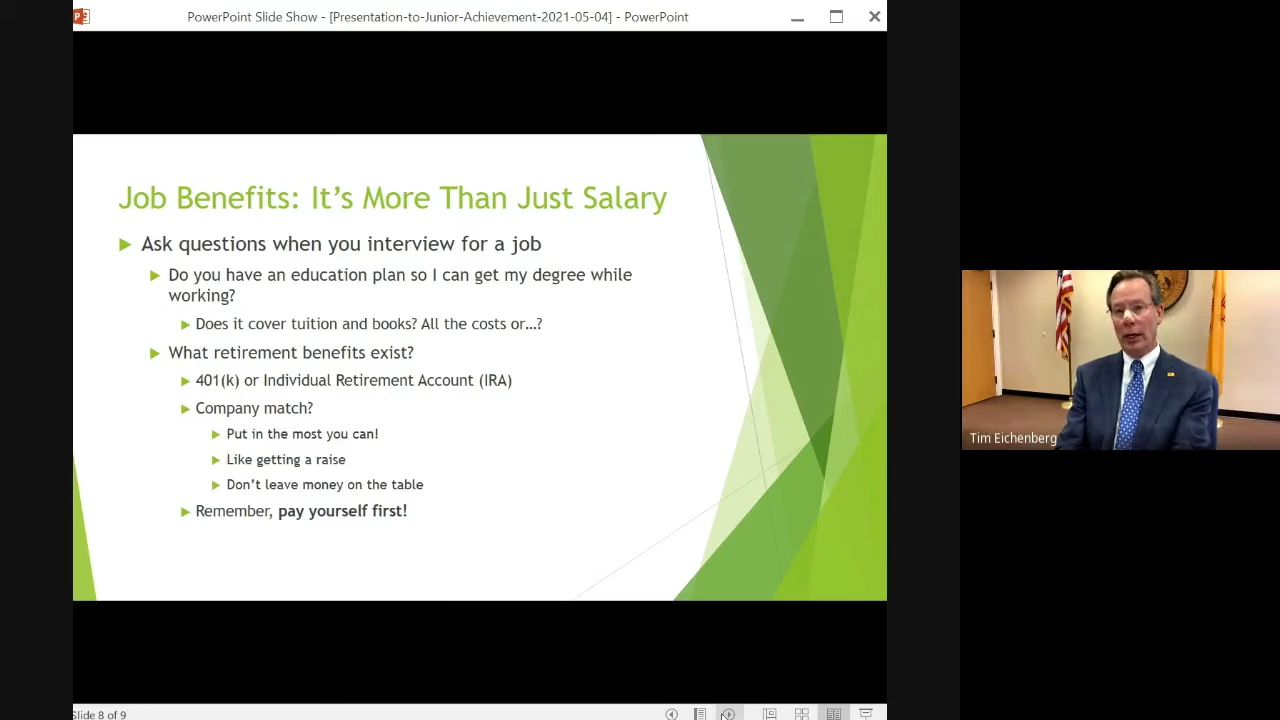 PowerPoint Slide Show - [Presentation-to-Junior-Achievement-2021-05-04] - PowerPoint
Job Benefits: It's More Than Just Salary
Ask questions when you interview for a job
Do you have an education plan so I can get my degree while
working?
Does it cover tuition and books? All the costs or…?
What retirement benefits exist?
401(k) or Individual Retirement Account (IRA)
Company match?
Put in the most you can!
Like getting a raise
Don't leave money on the table
Remember, pay yourself first!
Tim Eichenberg
Slide 8 of 9